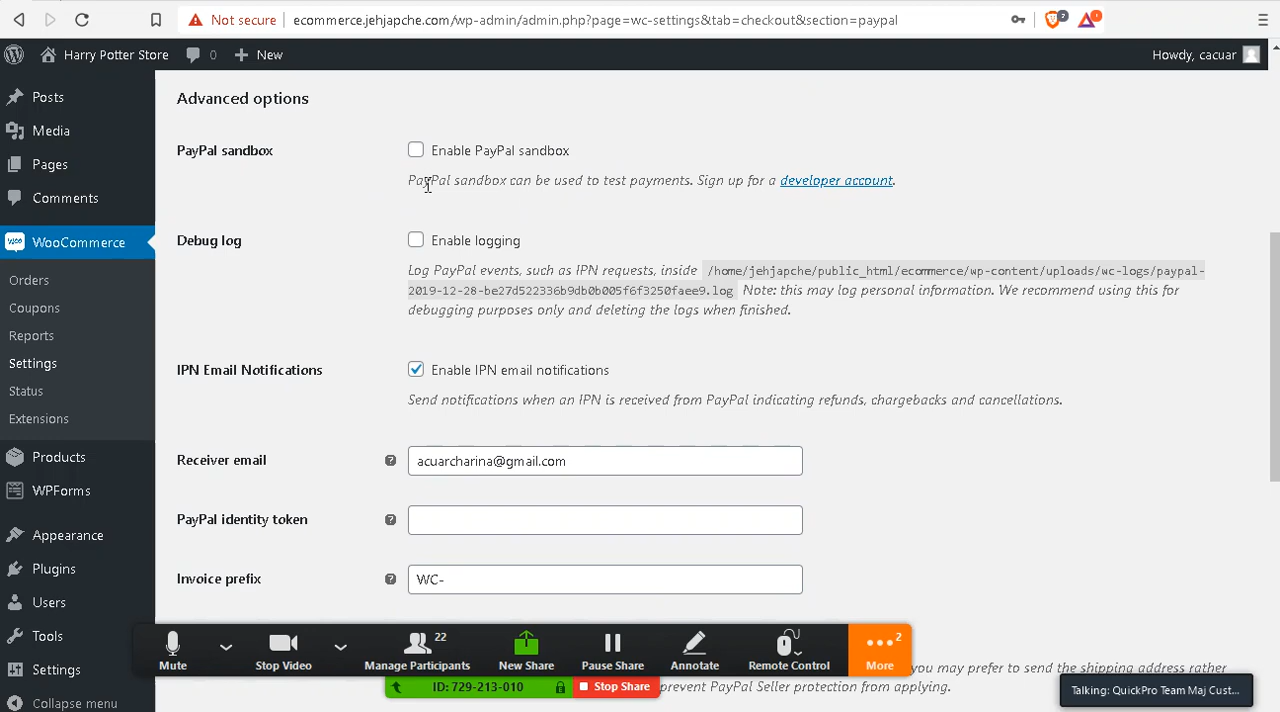 Not secure
ecommerce.jehjapche.com/wp-admin/admin.php?page=wc-settings&tab=checkout&section=paypal
2
1
Harry Potter Store
0
New
Howdy, cacuar
Posts
Media
Pages
Comments
WooCommerce
Orders
Coupons
Reports
Settings
Status
Extensions
Products
WPForms
Appearance
Plugins
Users
Tools
Settings
Collapse menu
Advanced options
PayPal sandbox
Enable PayPal sandbox
PayPal sandbox can be used to test payments. Sign up for a developer account.
Debug log
Enable logging
Log PayPal events, such as IPN requests, inside /home/jehjapche/public_html/ecommerce/wp-content/uploads/wc-logs/paypal-
2019-12-28-be27d522336b9db0b005f6f3250faee9.log Note: this may log personal information. We recommend using this for
debugging purposes only and deleting the logs when finished.
IPN Email Notifications
Enable IPN email notifications
Send notifications when an IPN is received from PayPal indicating refunds, chargebacks and cancellations.
Receiver email
?
acuarcharina@gmail.com
PayPal identity token
?
Invoice prefix
?
WC-
you may prefer to send the shipping address rather
prevent PayPal Seller protection from applying.
Mute
Stop Video
22
Manage Participants
New Share
Pause Share
Annotate
Remote Control
2
More
ID: 729-213-010
Stop Share
Talking: QuickPro Team Maj Cust...